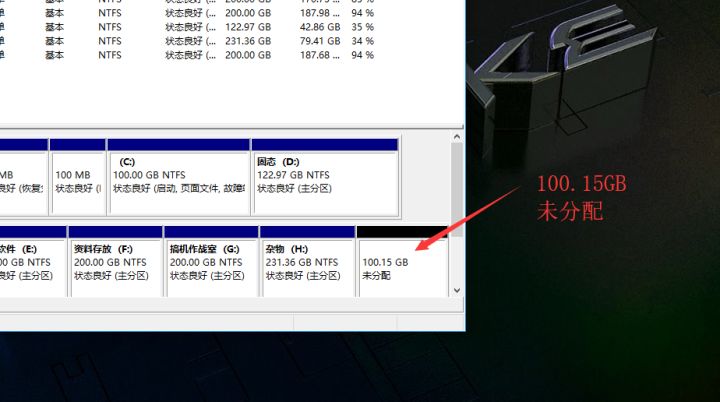 单 基本 NTFS 状态良好 (... 200.00 GB 187.98 ... 94 %
单 基本 NTFS 状态良好 (... 122.97 GB 42.86 GB 35 %
单 基本 NTFS 状态良好 (... 231.36 GB 79.41 GB 34 %
单 基本 NTFS 状态良好 (... 200.00 GB 187.68 ... 94 %
(C:) 固态 (D:)
MB 100 MB 100.00 GB NTFS 122.97 GB NTFS
良好 (恢复 状态良好 ( 状态良好 (启动, 页面文件, 故障 状态良好 (主分区)
100.15GB
未分配
软件 (E:) 资料存放 (F:) 搞机作战室 (G:) 杂物 (H:)
00 GB NTFS 200.00 GB NTFS 200.00 GB NTFS 231.36 GB NTFS 100.15 GB
良好 (主分区) 状态良好 (主分区) 状态良好 (主分区) 状态良好 (主分区) 未分配